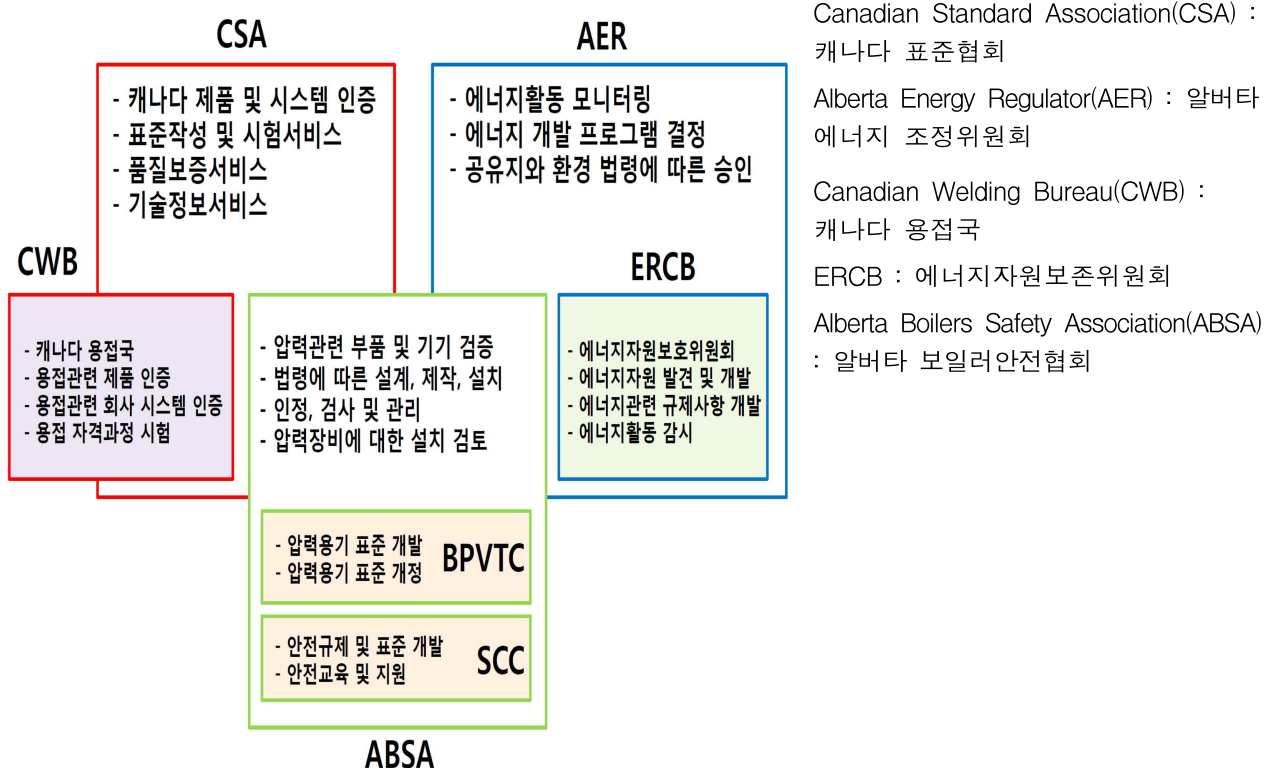 CSA
- 캐나다 제품 및 시스템 인증
- 표준작성 및 시험서비스
- 품질보증서비스
- 기술정보서비스
AER
- 에너지활동 모니터링
- 에너지 개발 프로그램 결정
- 공유지와 환경 법령에 따른 승인
CWB
- 캐나다 용접국
- 용접관련 제품 인증
- 용접관련 회사 시스템 인증
- 용접 자격과정 시험
- 압력관련 부품 및 기기 검증
- 법령에 따른 설계, 제작, 설치
- 인정, 검사 및 관리
- 압력장비에 대한 설치 검토
ERCB
- 에너지자원보호위원회
- 에너지자원 발견 및 개발
- 에너지관련 규제사항 개발
- 에너지활동 감시
- 압력용기 표준 개발
- 압력용기 표준 개정
BPVTC
- 안전규제 및 표준 개발
- 안전교육 및 지원
SCC
ABSA
Canadian Standard Association(CSA) :
캐나다 표준협회
Alberta Energy Regulator(AER) : 알버타
에너지 조정위원회
Canadian Welding Bureau(CWB) :
캐나다 용접국
ERCB : 에너지자원보존위원회
Alberta Boilers Safety Association(ABSA)
: 알버타 보일러안전협회